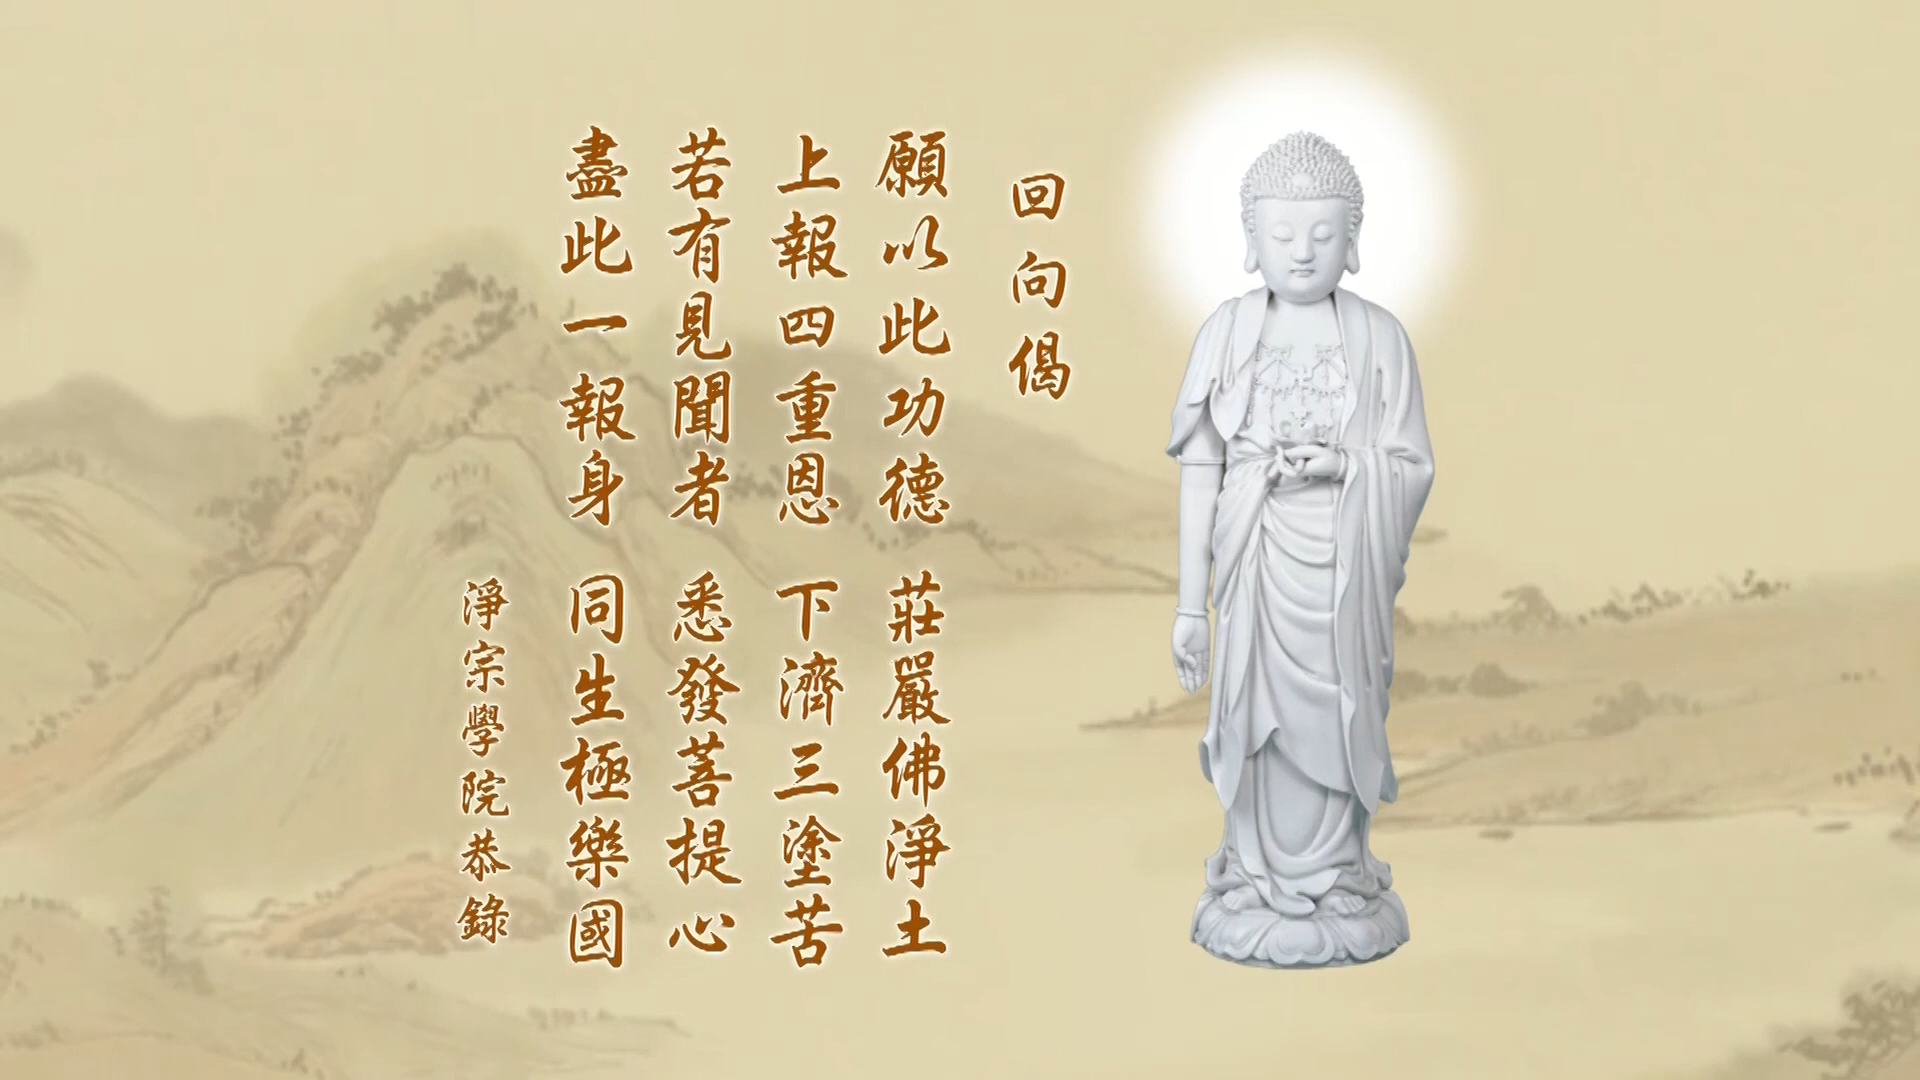 回向偈
願以此功德 莊嚴佛淨土
上報四重恩 下濟三塗苦
若有見聞者 悉發菩提心
盡此一報身 同生極樂國
淨宗學院恭錄